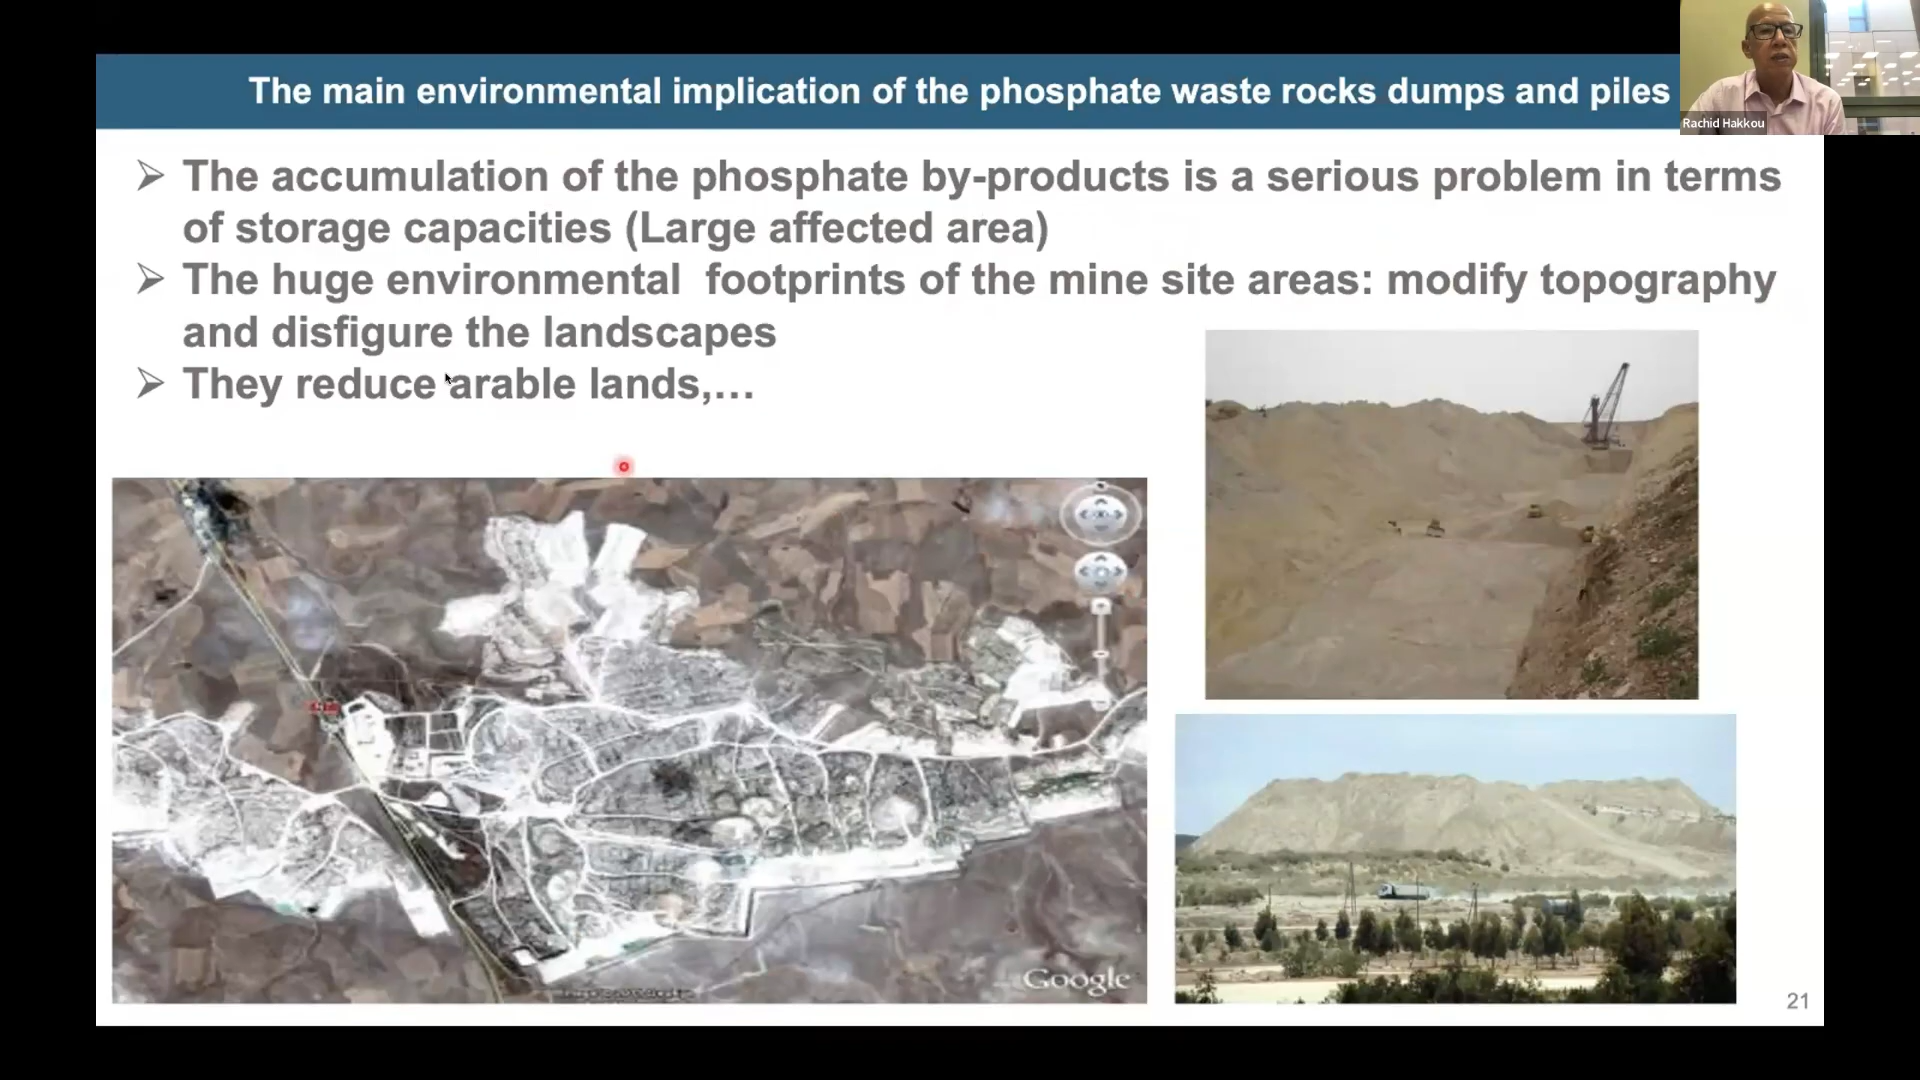 The main environmental implication of the phosphate waste rocks dumps and piles
Rachid Hakkou
➢ The accumulation of the phosphate by-products is a serious problem in terms
of storage capacities (Large affected area)
➢ The huge environmental footprints of the mine site areas: modify topography
and disfigure the landscapes
➢ They reduce arable lands,…
Google
21